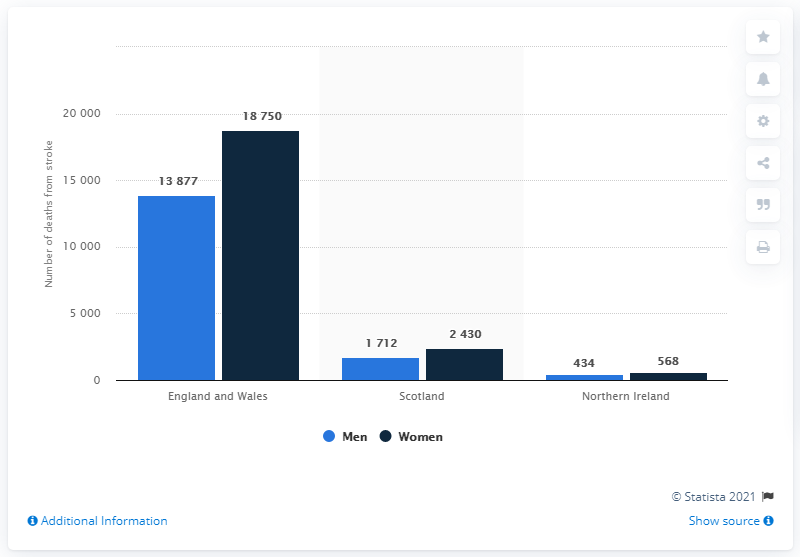 Number of deaths from stroke
20 000
15 000
10 000
5 000
0
13 877
18 750
1 712
2 430
434
568
England and Wales
Scotland
Northern Ireland
Men
Women
© Statista 2021
Additional Information
Show source